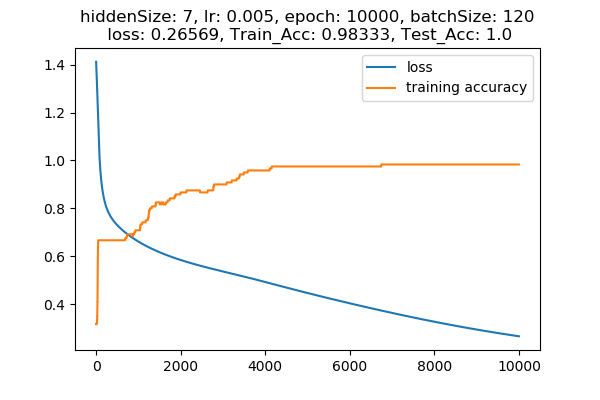 hiddenSize: 7, lr: 0.005, epoch: 10000, batchSize: 120
loss: 0.26569, Train_Acc: 0.98333, Test_Acc: 1.0
loss
training accuracy
1.4
1.2
1.0
0.8
0.6
0.4
0 2000 4000 6000 8000 10000